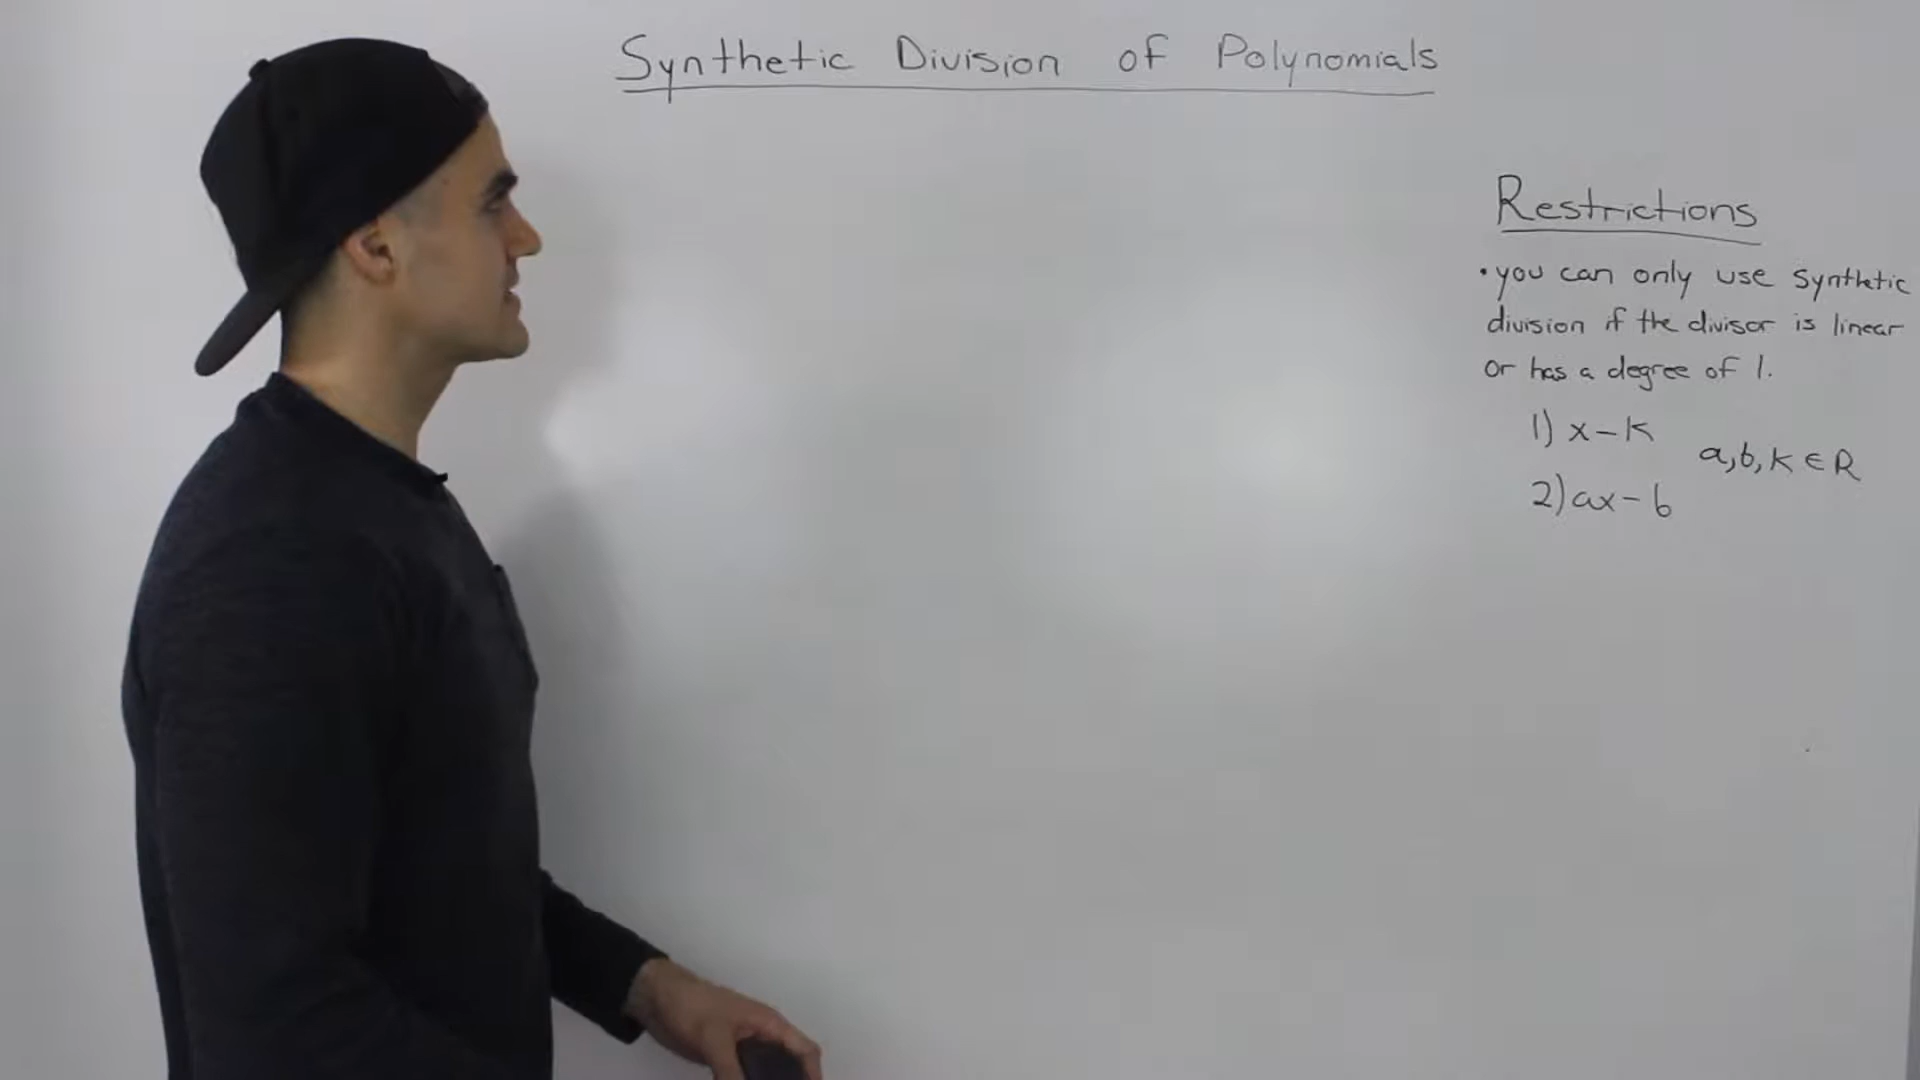 Synthetic Division of Polynomials
Restrictions
• you can only use synthetic
division if the divisor is linear
or has a degree of 1.
1) x - k
a, b, k ∈ R
2) ax - b